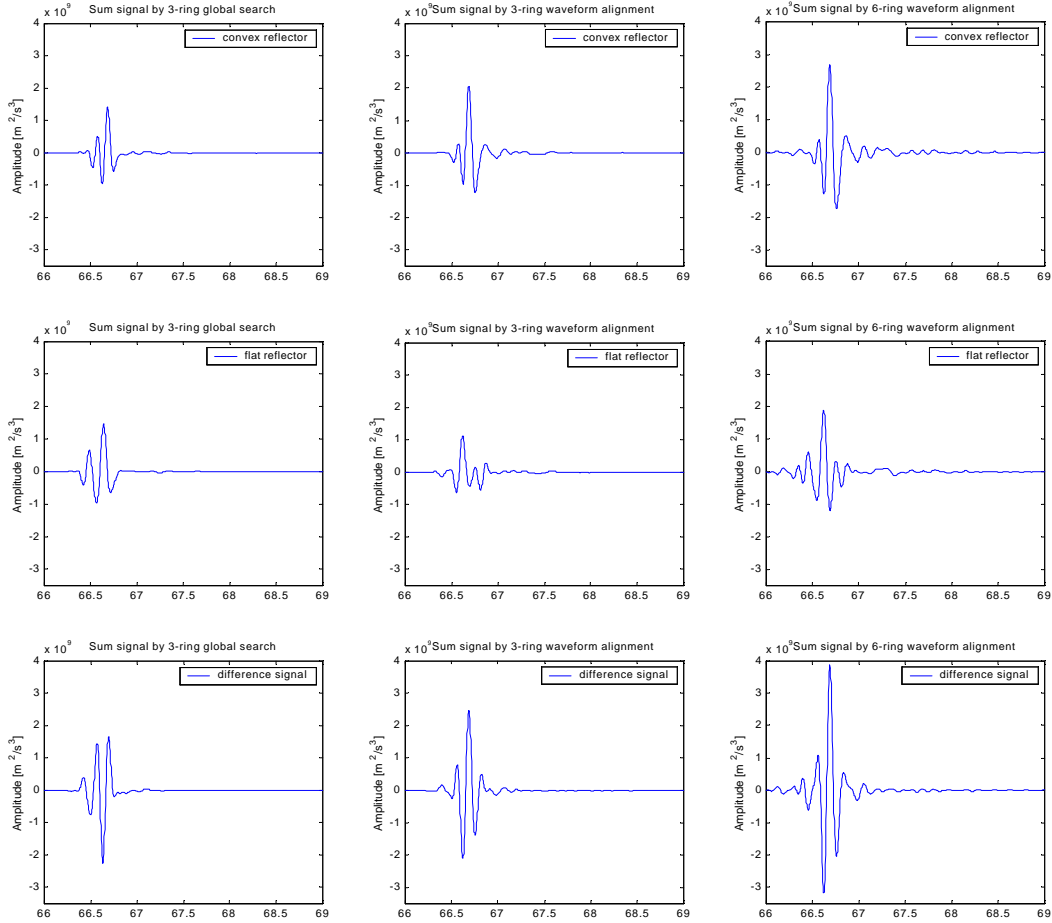 x 10^9 Sum signal by 3-ring global search
convex reflector
Amplitude [m^2/s^3]
4
3
2
1
0
-1
-2
-3
66 66.5 67 67.5 68 68.5 69
x 10^9 Sum signal by 3-ring waveform alignment
convex reflector
Amplitude [m^2/s^3]
4
3
2
1
0
-1
-2
-3
66 66.5 67 67.5 68 68.5 69
x 10^9 Sum signal by 6-ring waveform alignment
convex reflector
Amplitude [m^2/s^3]
4
3
2
1
0
-1
-2
-3
66 66.5 67 67.5 68 68.5 69
x 10^9 Sum signal by 3-ring global search
flat reflector
Amplitude [m^2/s^3]
4
3
2
1
0
-1
-2
-3
66 66.5 67 67.5 68 68.5 69
x 10^9 Sum signal by 3-ring waveform alignment
flat reflector
Amplitude [m^2/s^3]
4
3
2
1
0
-1
-2
-3
66 66.5 67 67.5 68 68.5 69
x 10^9 Sum signal by 6-ring waveform alignment
flat reflector
Amplitude [m^2/s^3]
4
3
2
1
0
-1
-2
-3
66 66.5 67 67.5 68 68.5 69
x 10^9 Sum signal by 3-ring global search
difference signal
Amplitude [m^2/s^3]
4
3
2
1
0
-1
-2
-3
66 66.5 67 67.5 68 68.5 69
x 10^9 Sum signal by 3-ring waveform alignment
difference signal
Amplitude [m^2/s^3]
4
3
2
1
0
-1
-2
-3
66 66.5 67 67.5 68 68.5 69
x 10^9 Sum signal by 6-ring waveform alignment
difference signal
Amplitude [m^2/s^3]
4
3
2
1
0
-1
-2
-3
66 66.5 67 67.5 68 68.5 69